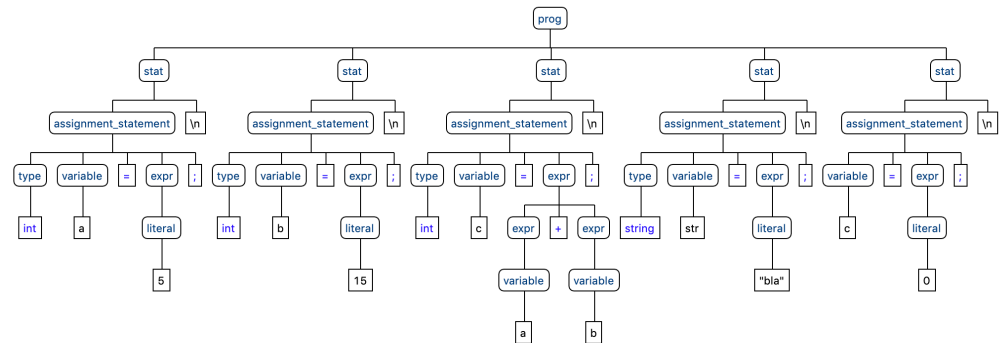 prog
stat stat stat stat stat
assignment_statement \n assignment_statement \n assignment_statement \n assignment_statement \n assignment_statement \n
type variable = expr ; type variable = expr ; type variable = expr ; type variable = expr ; variable = expr ;
int a literal int b literal int c expr + expr string str literal c literal
5 15 variable variable "bla" 0
a b